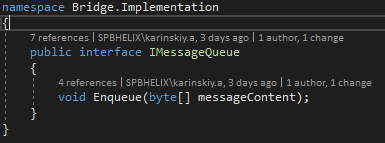 namespace Bridge.Implementation
{
7 references | SPBHELIX\karinskiy.a, 3 days ago | 1 author, 1 change
public interface IMessageQueue
{
4 references | SPBHELIX\karinskiy.a, 3 days ago | 1 author, 1 change
void Enqueue(byte[] messageContent);
}
}